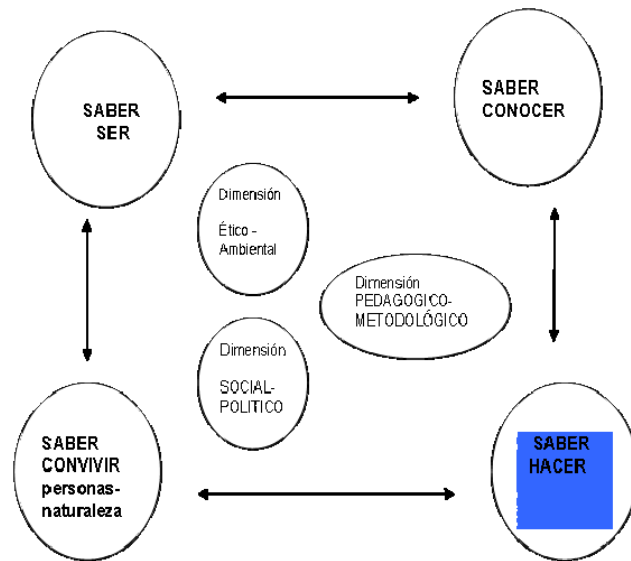 SABER
SER
SABER
CONOCER
Dimensión
Ético -
Ambiental
Dimensión
PEDAGOGICO-
METODOLÓGICO
Dimensión
SOCIAL-
POLITICO
SABER
CONVIVIR
personas-
naturaleza
SABER
HACER